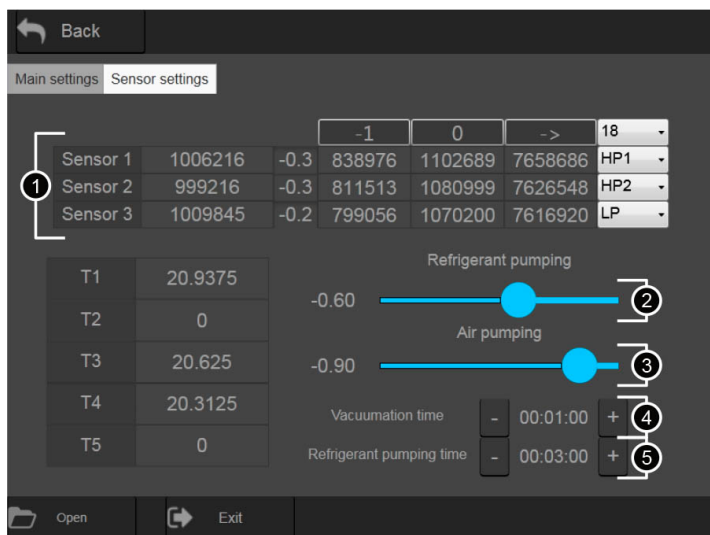 Back
Main settings Sensor settings
-1 0 -> 18
Sensor 1 1006216 -0.3 838976 1102689 7658686 HP1
1 Sensor 2 999216 -0.3 811513 1080999 7626548 HP2
Sensor 3 1009845 -0.2 799056 1070200 7616920 LP
Refrigerant pumping
T1 20.9375
-0.60 2
T2 0
Air pumping
T3 20.625
-0.90 3
T4 20.3125
Vacuumation time - 00:01:00 + 4
T5 0
Refrigerant pumping time - 00:03:00 + 5
Open Exit